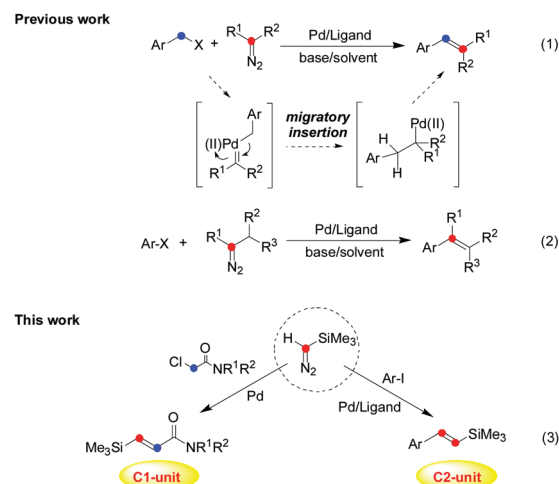 Previous work
Ar X + R¹ R² N₂ Pd/Ligand base/solvent Ar R¹ R² (1)
Ar (II)Pd R¹ R² migratory insertion Pd(II) H R² R¹ Ar H
Ar-X + R¹ R² R³ N₂ Pd/Ligand base/solvent R¹ Ar R² R³ (2)
This work
H SiMe₃ N₂
Cl O NR¹R²
Pd
Ar-I
Pd/Ligand
Me₃Si O NR¹R²
Ar SiMe₃ (3)
C1-unit C2-unit